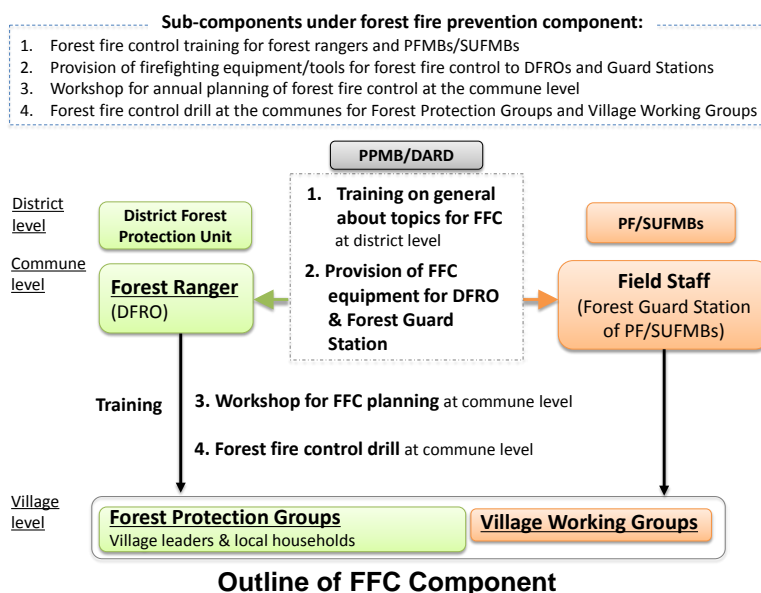 Sub-components under forest fire prevention component:
1. Forest fire control training for forest rangers and PFMBs/SUFMBs
2. Provision of firefighting equipment/tools for forest fire control to DFROs and Guard Stations
3. Workshop for annual planning of forest fire control at the commune level
4. Forest fire control drill at the communes for Forest Protection Groups and Village Working Groups
PPMB/DARD
District
level
District Forest
Protection Unit
1. Training on general
about topics for FFC
at district level
PF/SUFMBs
Commune
level
Forest Ranger
(DFRO)
2. Provision of FFC
equipment for DFRO
& Forest Guard
Station
Field Staff
(Forest Guard Station
of PF/SUFMBs)
Training
3. Workshop for FFC planning at commune level
4. Forest fire control drill at commune level
Village
level
Forest Protection Groups
Village leaders & local households
Village Working Groups
Outline of FFC Component